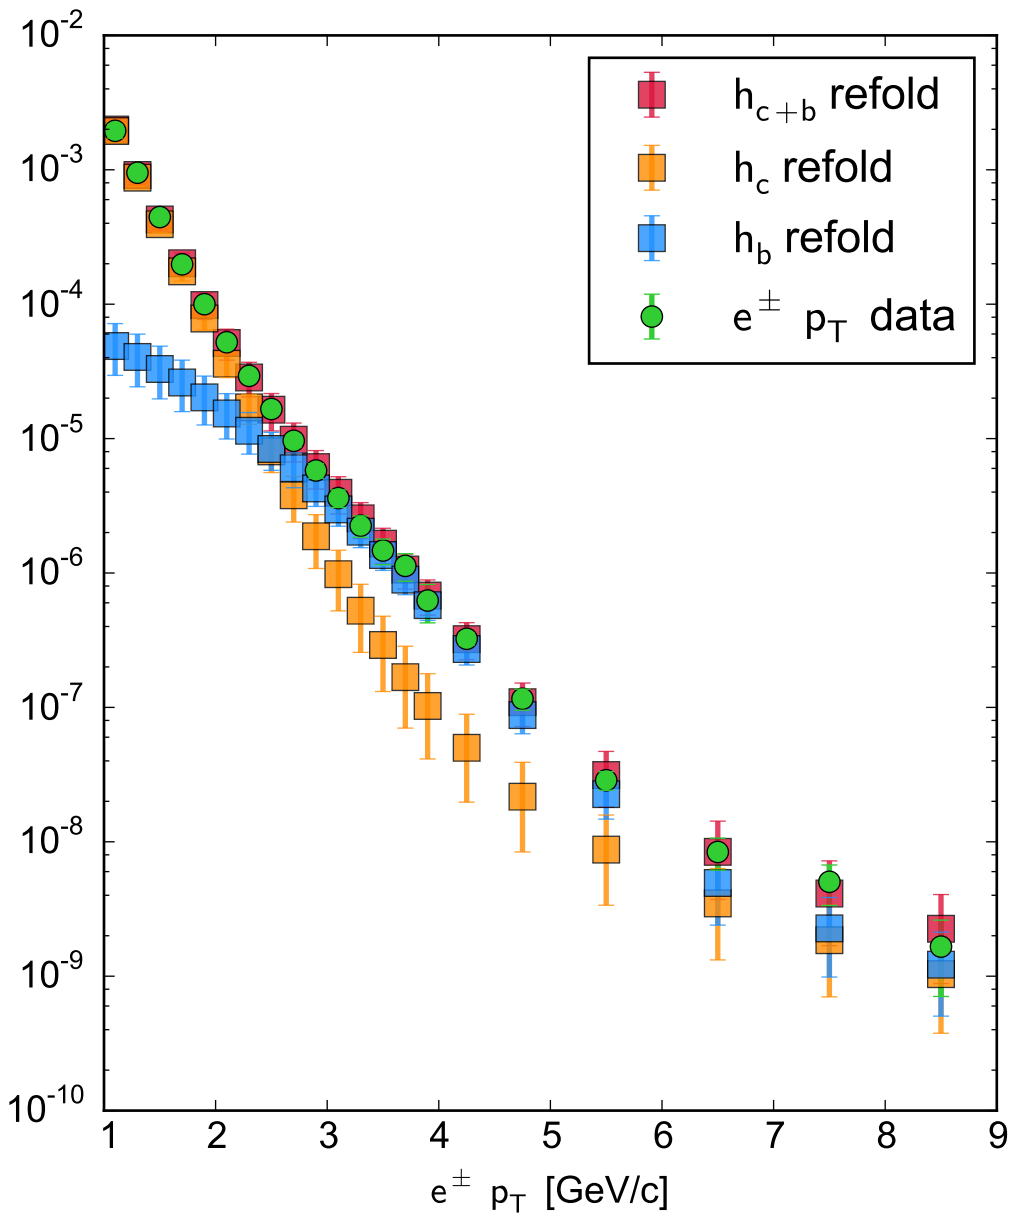 10⁻²
10⁻³
10⁻⁴
10⁻⁵
10⁻⁶
10⁻⁷
10⁻⁸
10⁻⁹
10⁻¹⁰
h_{c+b} refold
h_c refold
h_b refold
e^± p_T data
1 2 3 4 5 6 7 8 9
e^± p_T [GeV/c]